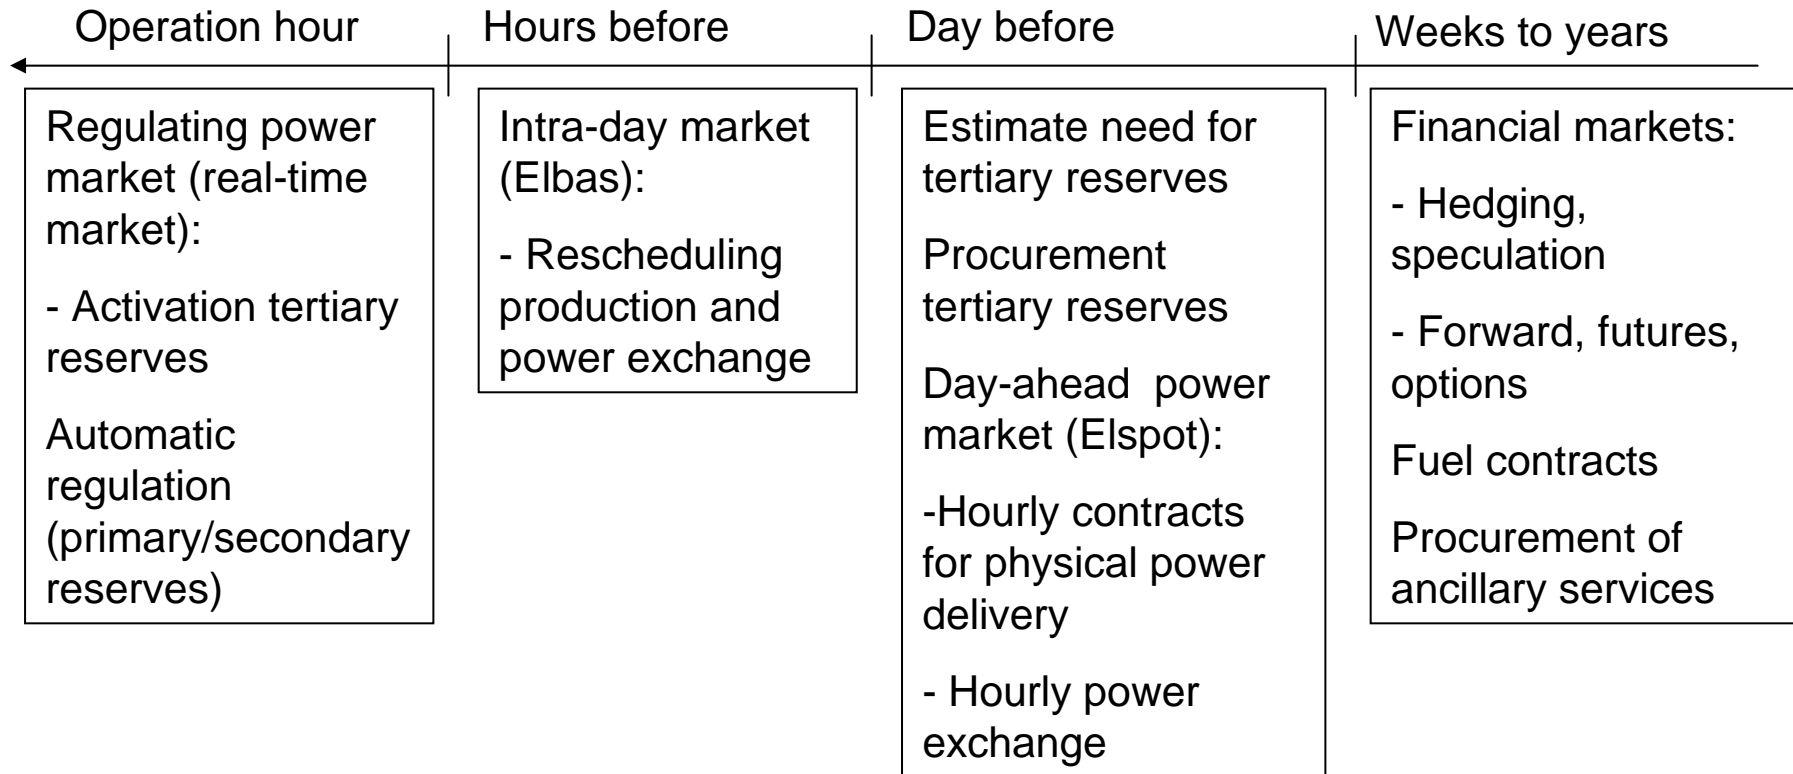 Operation hour
Hours before
Day before
Weeks to years
Regulating power
market (real-time
market):
- Activation tertiary
reserves
Automatic
regulation
(primary/secondary
reserves)
Intra-day market
(Elbas):
- Rescheduling
production and
power exchange
Estimate need for
tertiary reserves
Procurement
tertiary reserves
Day-ahead power
market (Elspot):
-Hourly contracts
for physical power
delivery
- Hourly power
exchange
Financial markets:
- Hedging,
speculation
- Forward, futures,
options
Fuel contracts
Procurement of
ancillary services